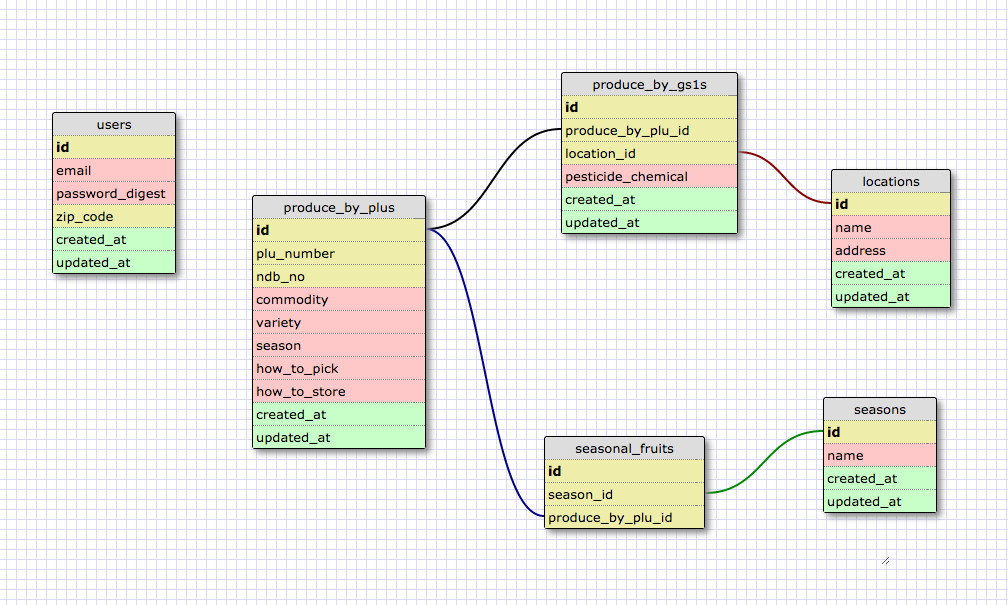 users
id
email
password_digest
zip_code
created_at
updated_at
produce_by_plus
id
plu_number
ndb_no
commodity
variety
season
how_to_pick
how_to_store
created_at
updated_at
produce_by_gs1s
id
produce_by_plu_id
location_id
pesticide_chemical
created_at
updated_at
locations
id
name
address
created_at
updated_at
seasonal_fruits
id
season_id
produce_by_plu_id
seasons
id
name
created_at
updated_at